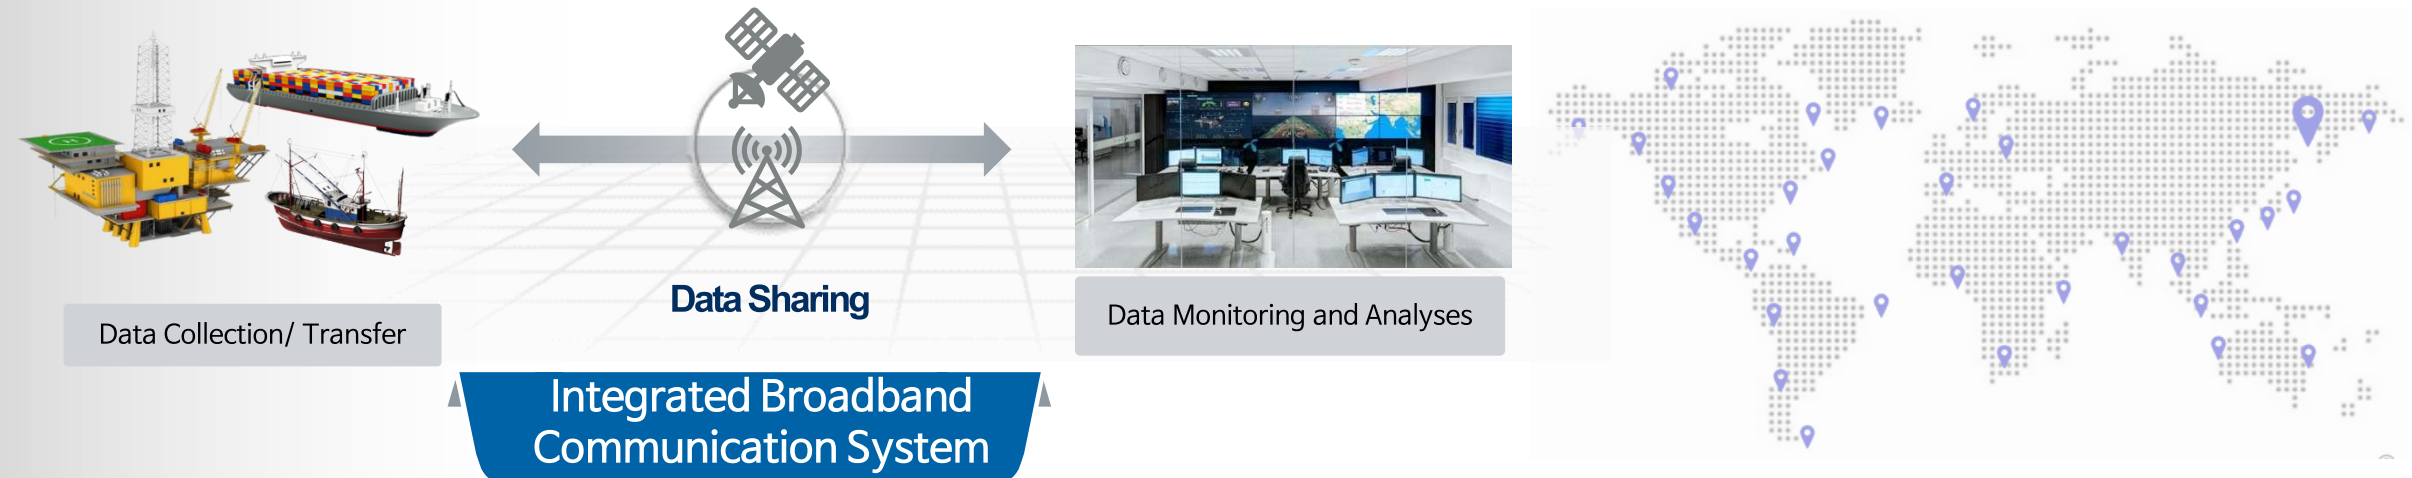 Data Collection/ Transfer
Data Sharing
Data Monitoring and Analyses
Integrated Broadband
Communication System